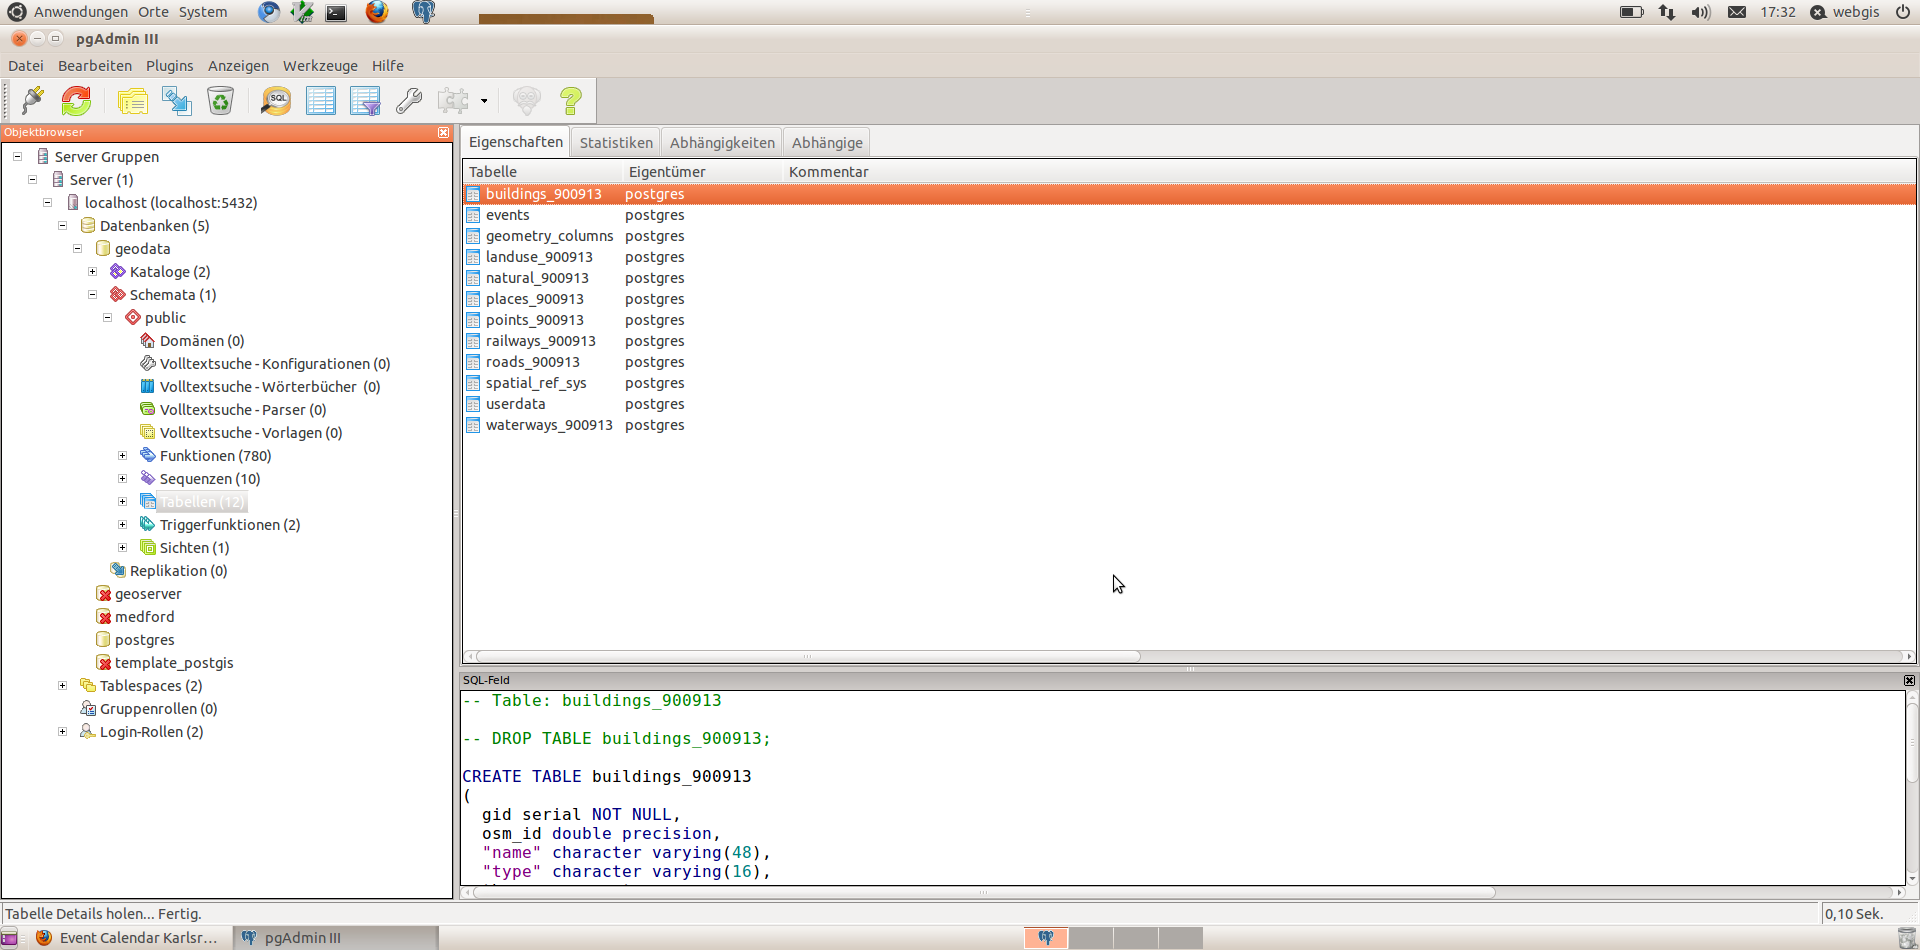 Anwendungen Orte System
17:32 webgis
pgAdmin III
Datei Bearbeiten Plugins Anzeigen Werkzeuge Hilfe
SQL
Objektbrowser
Server Gruppen
Server (1)
localhost (localhost:5432)
Datenbanken (5)
geodata
Kataloge (2)
Schemata (1)
public
Domänen (0)
Volltextsuche-Konfigurationen (0)
Volltextsuche-Wörterbücher (0)
Volltextsuche-Parser (0)
Volltextsuche-Vorlagen (0)
Funktionen (780)
Sequenzen (10)
Tabellen (12)
Triggerfunktionen (2)
Sichten (1)
Replikation (0)
geoserver
medford
postgres
template_postgis
Tablespaces (2)
Gruppenrollen (0)
Login-Rollen (2)
Eigenschaften Statistiken Abhängigkeiten Abhängige
Tabelle Eigentümer Kommentar
buildings_900913 postgres
events postgres
geometry_columns postgres
landuse_900913 postgres
natural_900913 postgres
places_900913 postgres
points_900913 postgres
railways_900913 postgres
roads_900913 postgres
spatial_ref_sys postgres
userdata postgres
waterways_900913 postgres
SQL-Feld
-- Table: buildings_900913
-- DROP TABLE buildings_900913;
CREATE TABLE buildings_900913
(
gid serial NOT NULL,
osm_id double precision,
"name" character varying(48),
"type" character varying(16),
Tabelle Details holen... Fertig.
0,10 Sek.
Event Calendar Karlsr... pgAdmin III